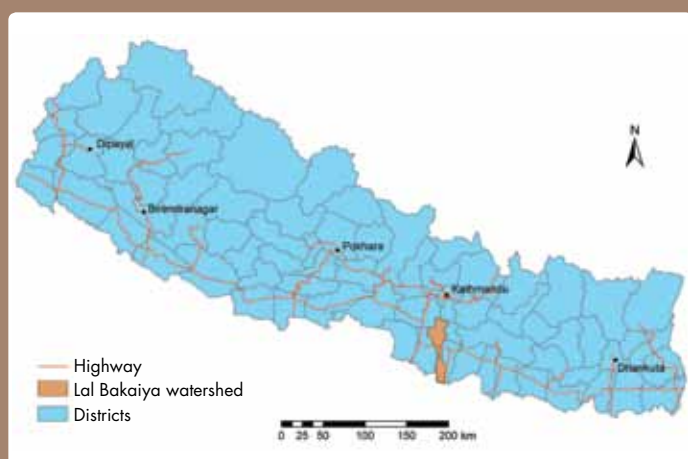 N
Dipayal
Birendranagar
Pokhara
Kathmandu
Dhankuta
Highway
Lal Bakaiya watershed
Districts
0 25 50 100 150 200 km